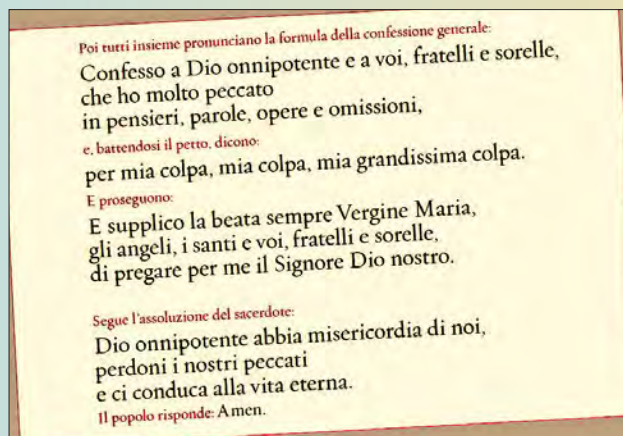 Poi tutti insieme pronunciano la formula della confessione generale:
Confesso a Dio onnipotente e a voi, fratelli e sorelle,
che ho molto peccato
in pensieri, parole, opere e omissioni,
e, battendosi il petto, dicono:
per mia colpa, mia colpa, mia grandissima colpa.
E proseguono:
E supplico la beata sempre Vergine Maria,
gli angeli, i santi e voi, fratelli e sorelle,
di pregare per me il Signore Dio nostro.
Segue l'assoluzione del sacerdote:
Dio onnipotente abbia misericordia di noi,
perdoni i nostri peccati
e ci conduca alla vita eterna.
Il popolo risponde: Amen.